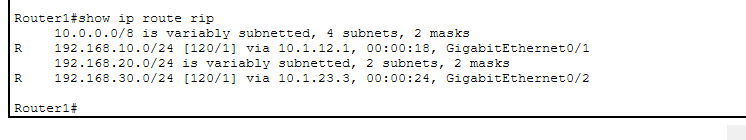 Router1#show ip route rip
     10.0.0.0/8 is variably subnetted, 4 subnets, 2 masks
R    192.168.10.0/24 [120/1] via 10.1.12.1, 00:00:18, GigabitEthernet0/1
     192.168.20.0/24 is variably subnetted, 2 subnets, 2 masks
R    192.168.30.0/24 [120/1] via 10.1.23.3, 00:00:24, GigabitEthernet0/2
Router1#